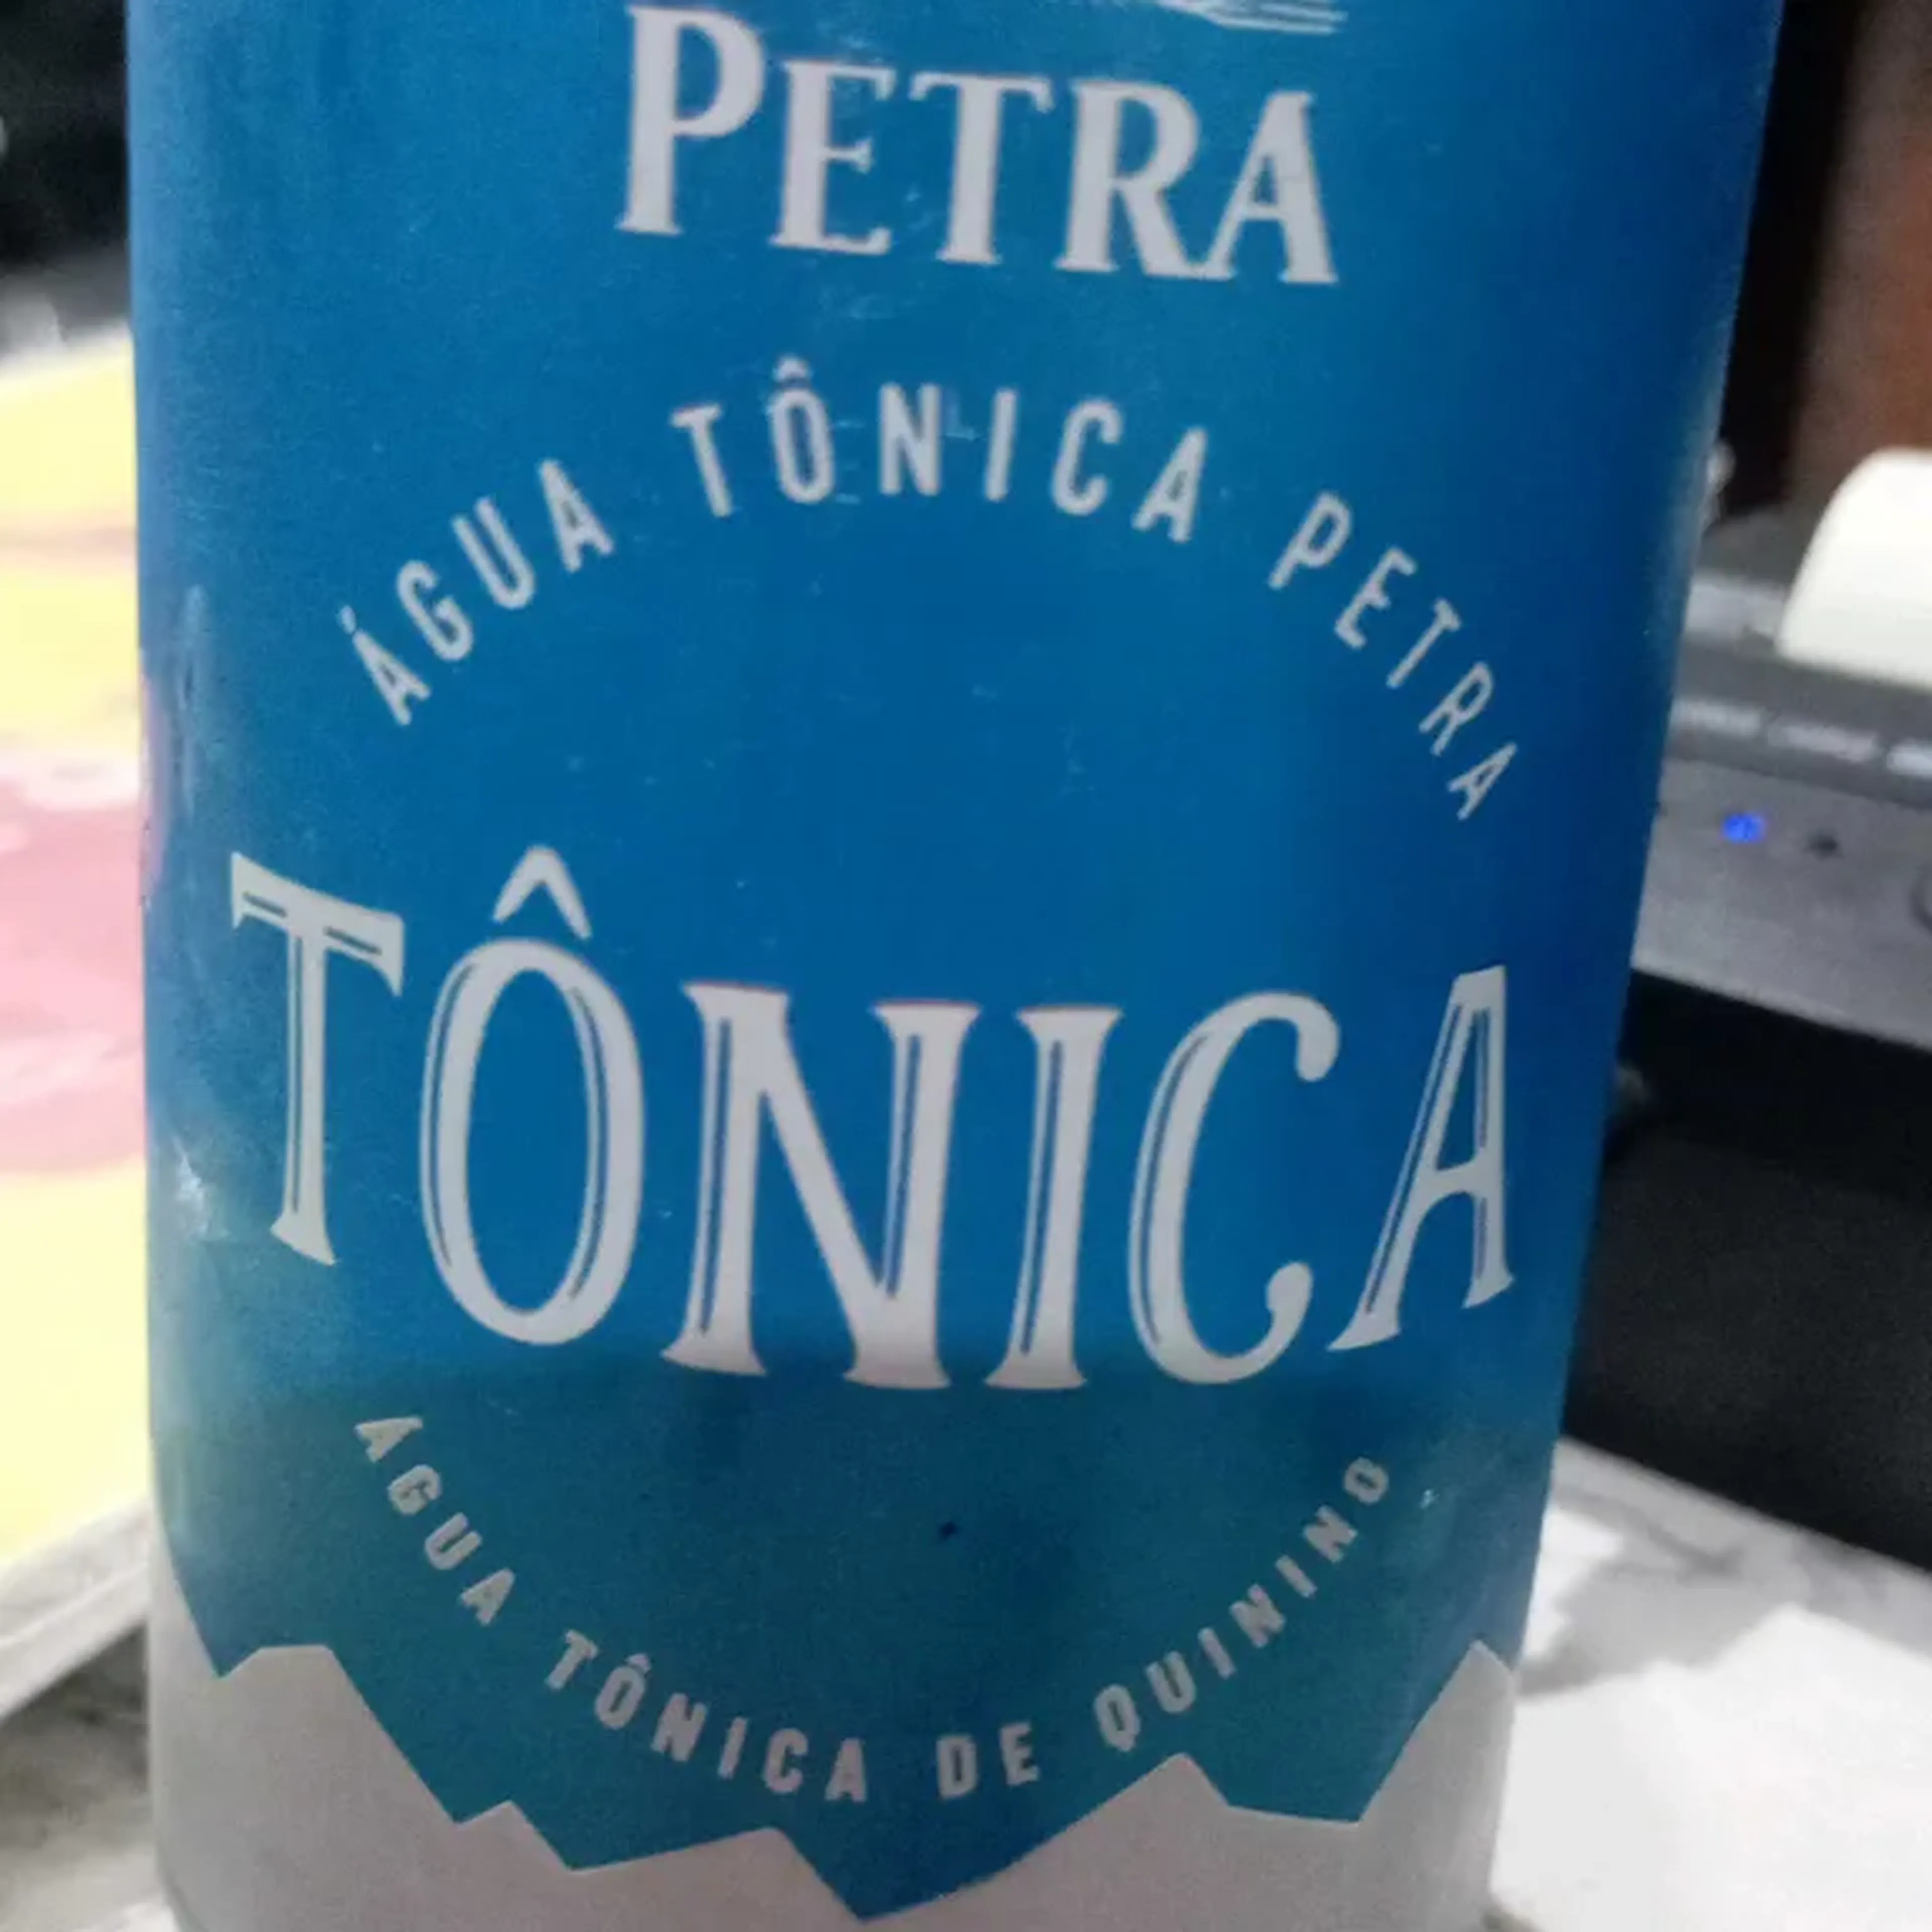 PETRA
ÁGUA TÔNICA PETRA
TÔNICA
ÁGUA TÔNICA DE QUININO